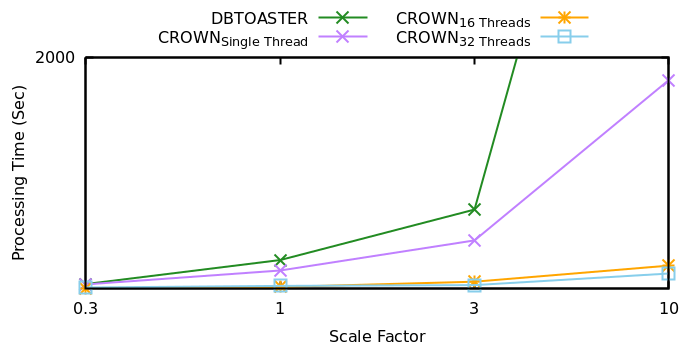 DBTOASTER
CROWN16 Threads
CROWNSingle Thread
CROWN32 Threads
2000
Processing Time (Sec)
0.3 1 3 10
Scale Factor